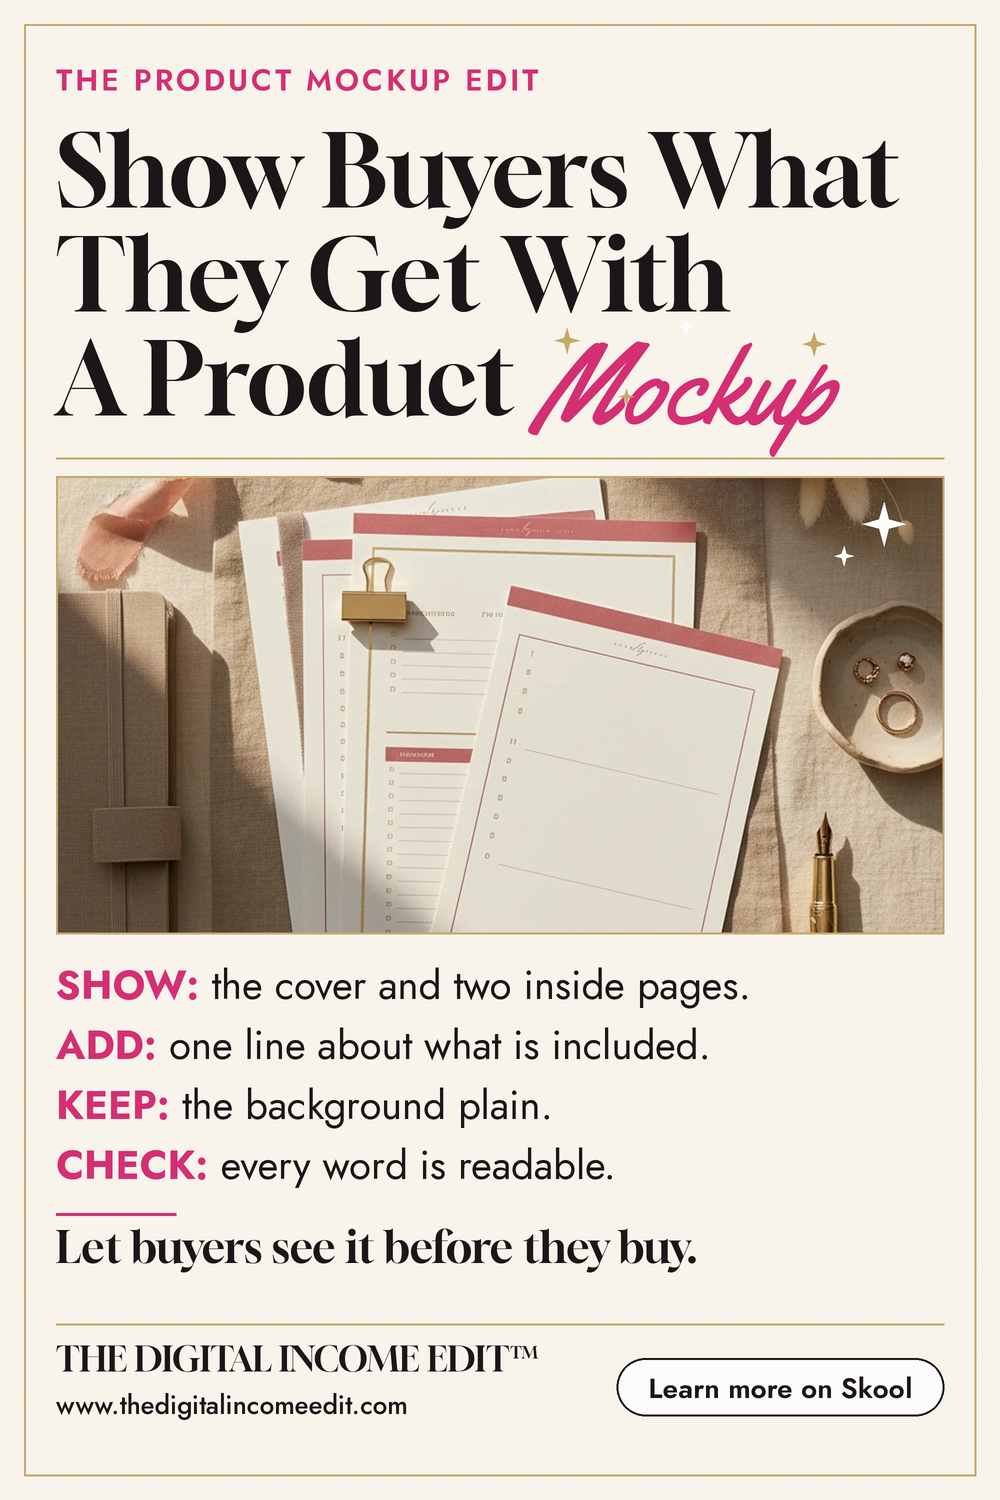 THE PRODUCT MOCKUP EDIT
Show Buyers What
They Get With
A Product Mockup
SHOW: the cover and two inside pages.
ADD: one line about what is included.
KEEP: the background plain.
CHECK: every word is readable.
Let buyers see it before they buy.
THE DIGITAL INCOME EDIT™
www.thedigitalincomeedit.com
Learn more on Skool